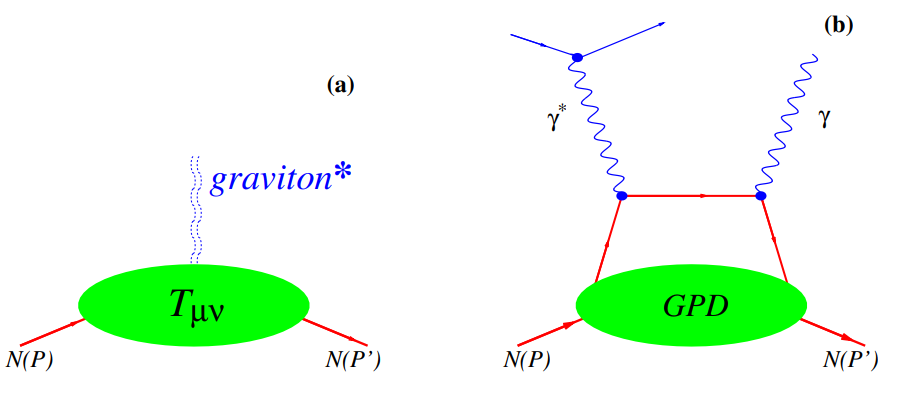 (a)
graviton*
Tμν
N(P)
N(P')
(b)
γ*
γ
GPD
N(P)
N(P')